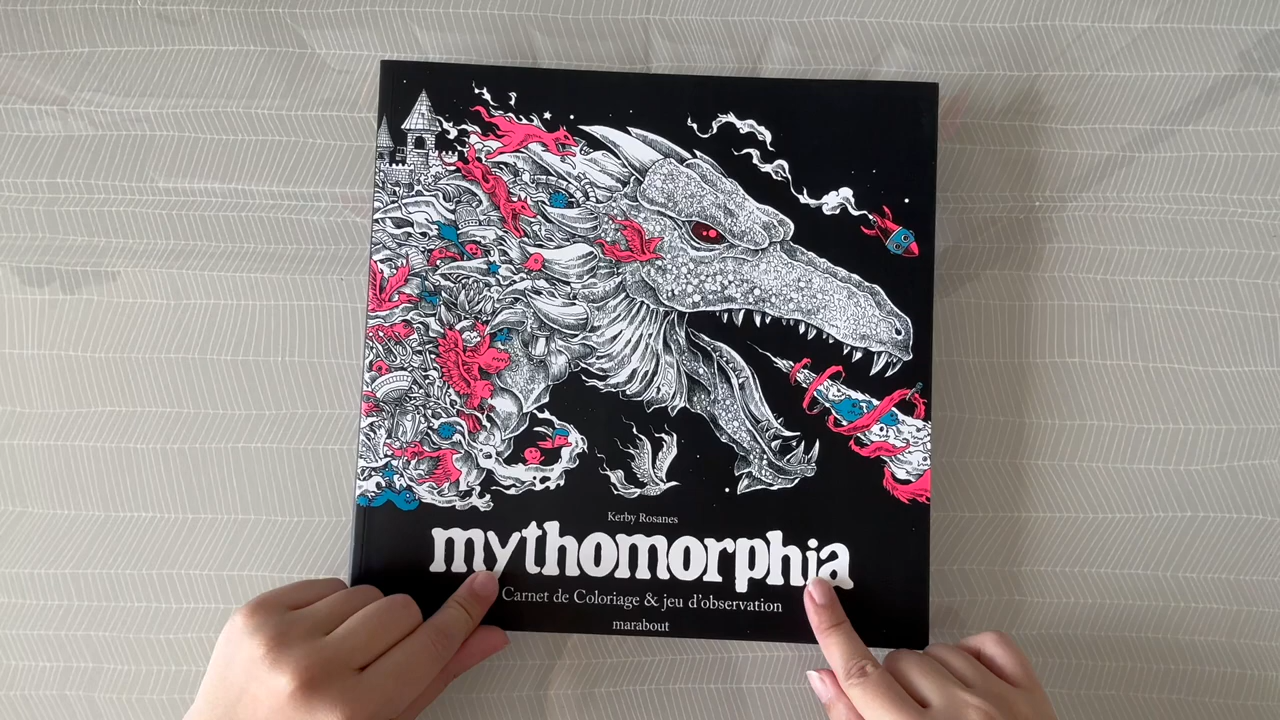 Kerby Rosanes
mythomorphia
Carnet de Coloriage & jeu d'observation
marabout